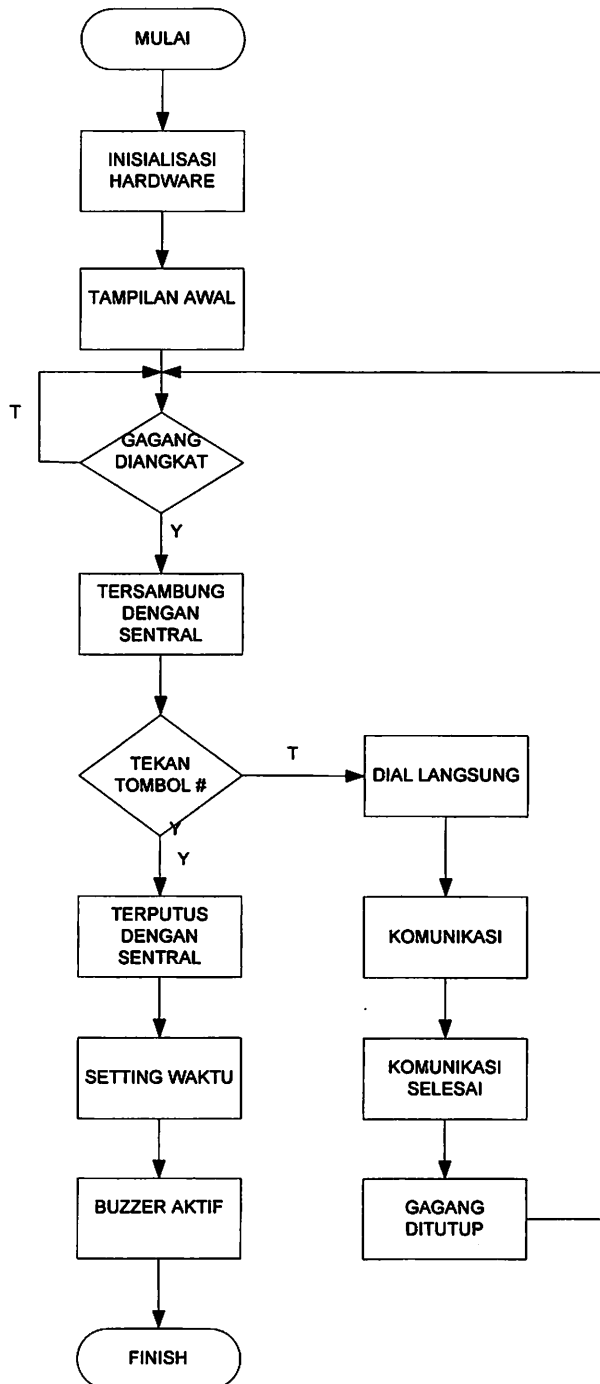 MULAI
INISIALISASI
HARDWARE
TAMPILAN AWAL
T
GAGANG
DIANGKAT
Y
TERSAMBUNG
DENGAN
SENTRAL
TEKAN
TOMBOL #
T
DIAL LANGSUNG
Y
Y
TERPUTUS
DENGAN
SENTRAL
KOMUNIKASI
SETTING WAKTU
KOMUNIKASI
SELESAI
BUZZER AKTIF
GAGANG
DITUTUP
FINISH